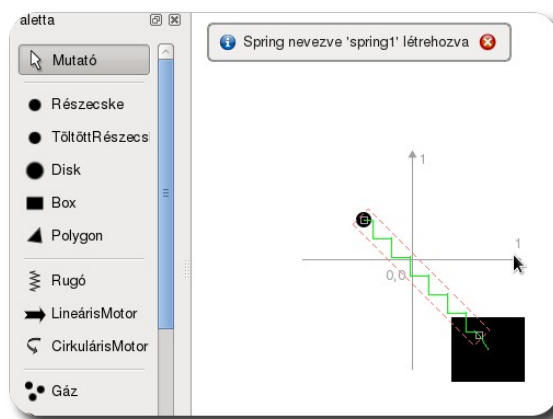 aletta
Mutató
Részecske
TöltöttRészecs
Disk
Box
Polygon
Rugó
LineárisMotor
CirkulárisMotor
Gáz
Spring nevezve 'spring1' létrehozva
1
1
0,0